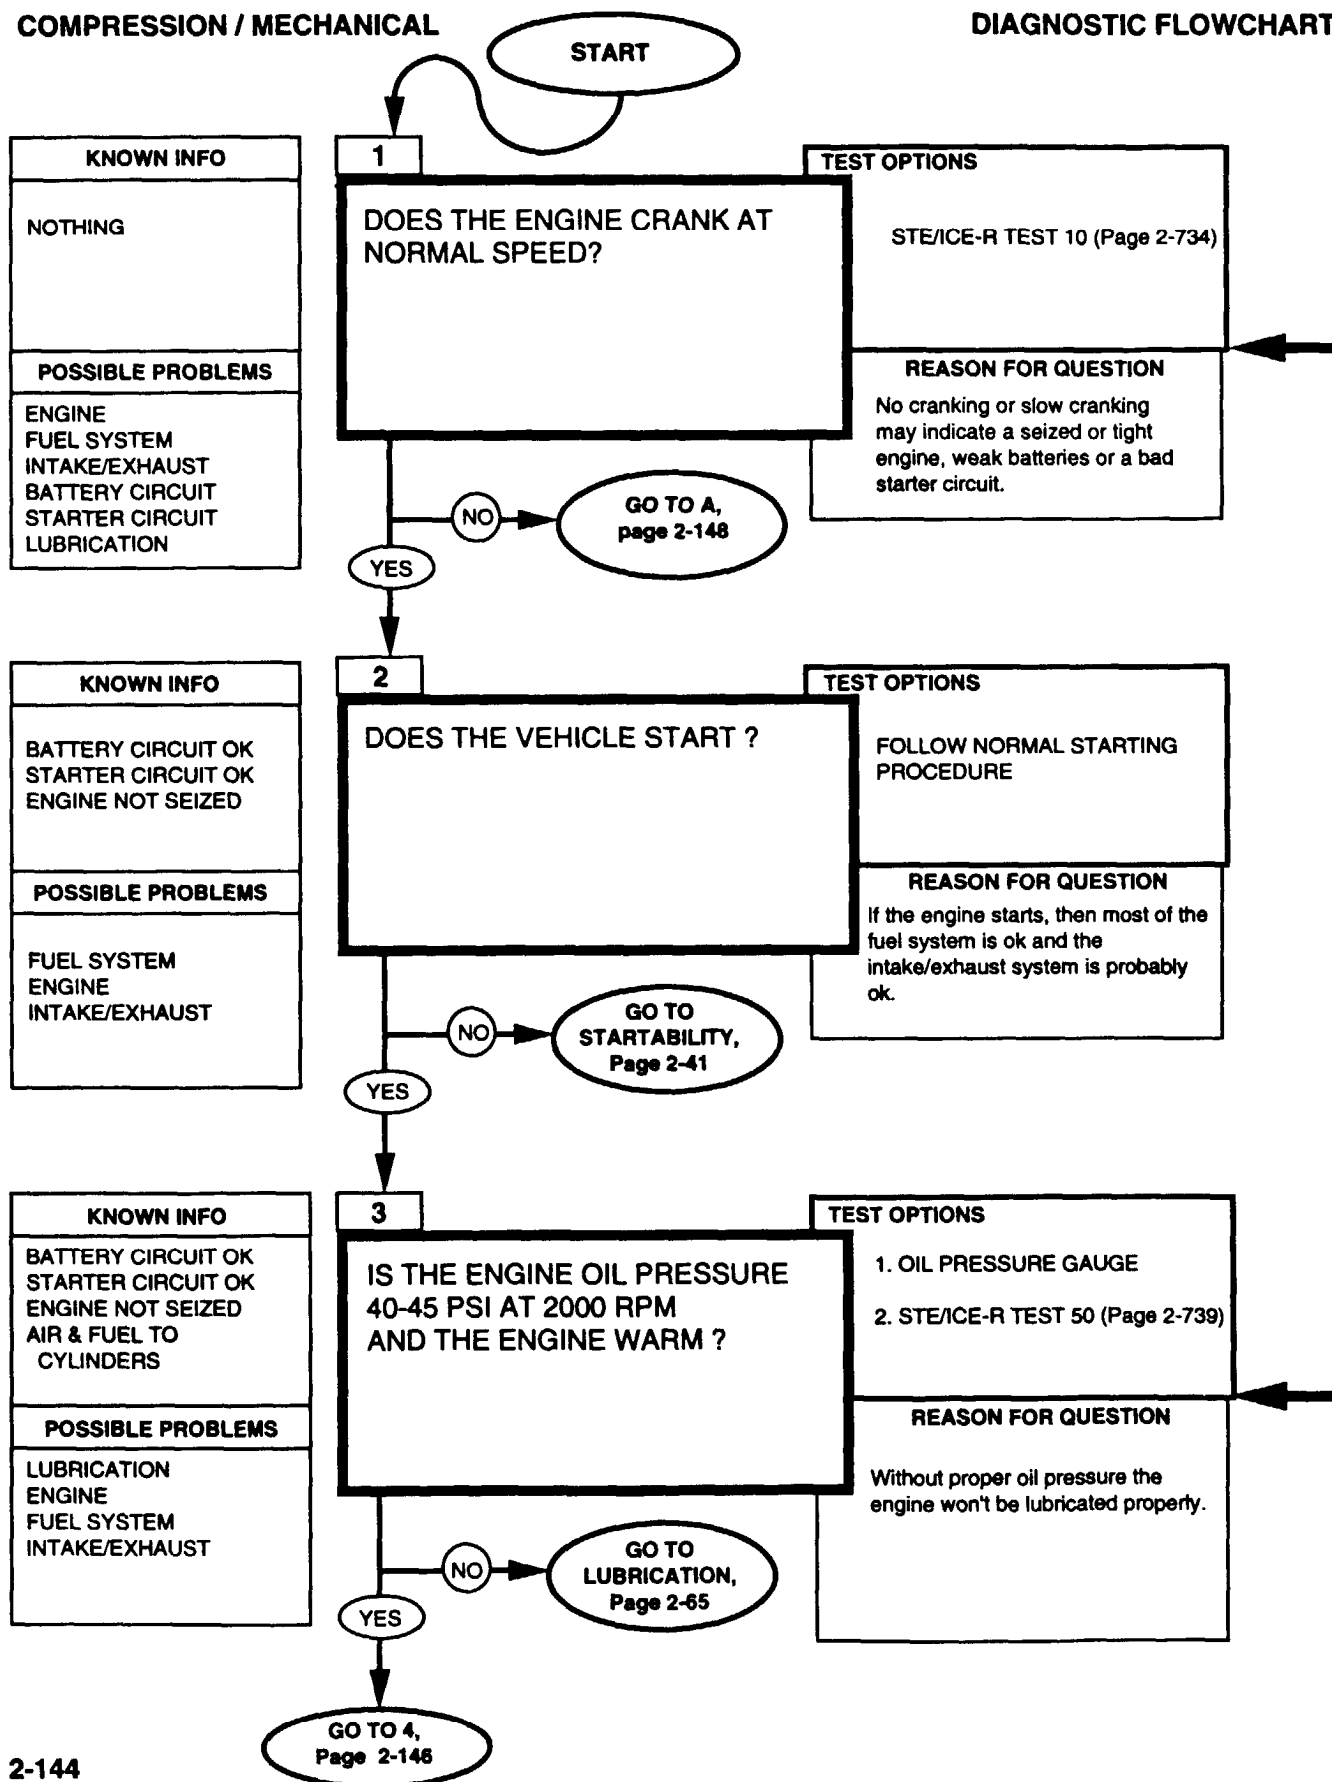 COMPRESSION / MECHANICAL
DIAGNOSTIC FLOWCHART
START
KNOWN INFO
NOTHING
POSSIBLE PROBLEMS
ENGINE
FUEL SYSTEM
INTAKE/EXHAUST
BATTERY CIRCUIT
STARTER CIRCUIT
LUBRICATION
1
DOES THE ENGINE CRANK AT
NORMAL SPEED?
TEST OPTIONS
STE/ICE-R TEST 10 (Page 2-734)
REASON FOR QUESTION
No cranking or slow cranking
may indicate a seized or tight
engine, weak batteries or a bad
starter circuit.
NO
GO TO A,
page 2-148
YES
KNOWN INFO
BATTERY CIRCUIT OK
STARTER CIRCUIT OK
ENGINE NOT SEIZED
POSSIBLE PROBLEMS
FUEL SYSTEM
ENGINE
INTAKE/EXHAUST
2
DOES THE VEHICLE START ?
TEST OPTIONS
FOLLOW NORMAL STARTING
PROCEDURE
REASON FOR QUESTION
If the engine starts, then most of the
fuel system is ok and the
intake/exhaust system is probably
ok.
NO
GO TO
STARTABILITY,
Page 2-41
YES
KNOWN INFO
BATTERY CIRCUIT OK
STARTER CIRCUIT OK
ENGINE NOT SEIZED
AIR & FUEL TO
CYLINDERS
POSSIBLE PROBLEMS
LUBRICATION
ENGINE
FUEL SYSTEM
INTAKE/EXHAUST
3
IS THE ENGINE OIL PRESSURE
40-45 PSI AT 2000 RPM
AND THE ENGINE WARM ?
TEST OPTIONS
1. OIL PRESSURE GAUGE
2. STE/ICE-R TEST 50 (Page 2-739)
REASON FOR QUESTION
Without proper oil pressure the
engine won't be lubricated properly.
NO
GO TO
LUBRICATION,
Page 2-65
YES
GO TO 4,
Page 2-146
2-144